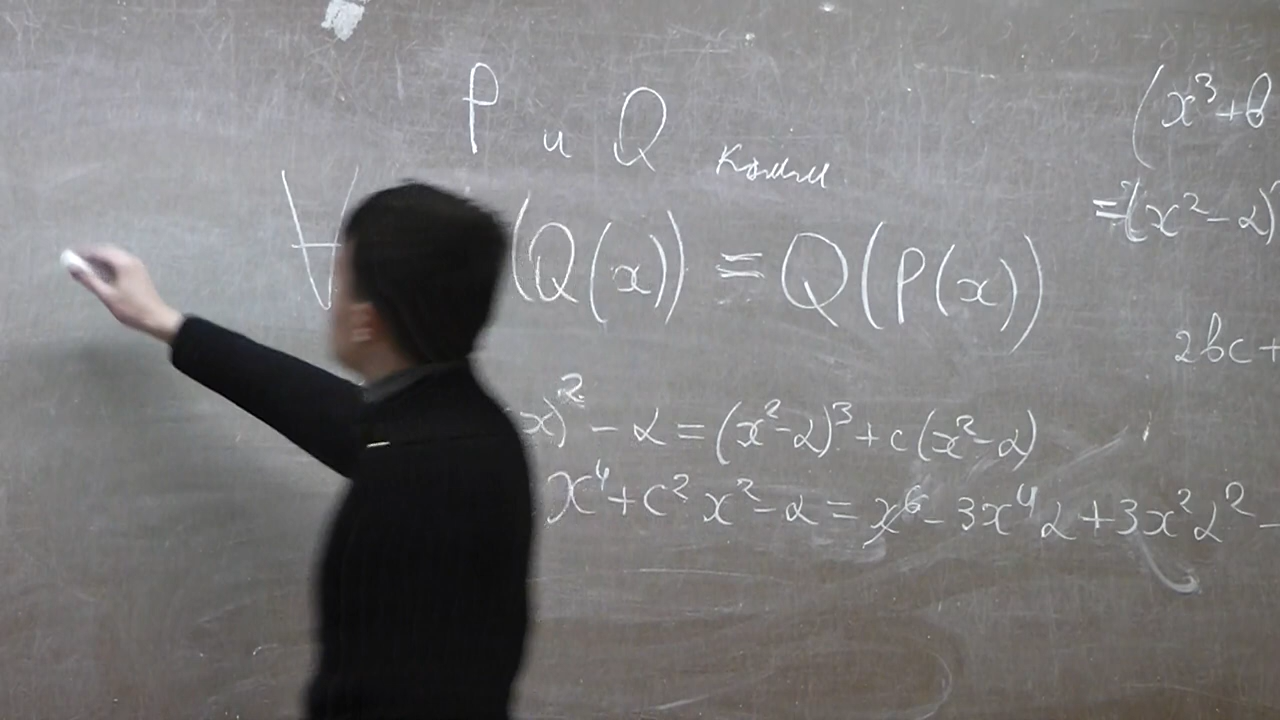 P и Q
комм
∀ (Q(x)) = Q(P(x))
x)² - α = (x²-α)³ + c(x²-α)
x⁴ + c²x² - α = x⁶ - 3x⁴α + 3x²α² -
(x³+b
=(x²-α)
2bc+